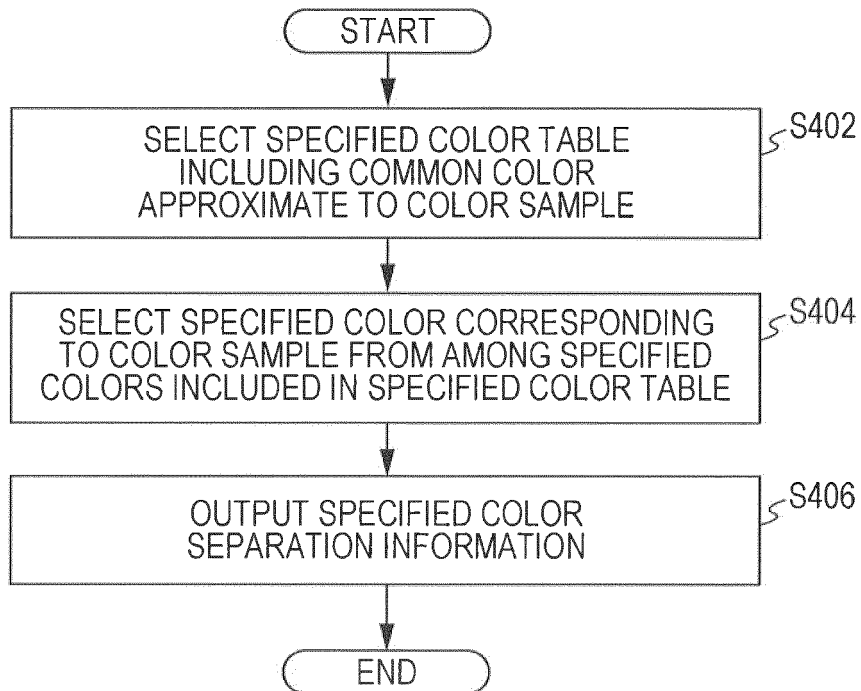 START
SELECT SPECIFIED COLOR TABLE
INCLUDING COMMON COLOR
APPROXIMATE TO COLOR SAMPLE
S402
SELECT SPECIFIED COLOR CORRESPONDING
TO COLOR SAMPLE FROM AMONG SPECIFIED
COLORS INCLUDED IN SPECIFIED COLOR TABLE
S404
OUTPUT SPECIFIED COLOR
SEPARATION INFORMATION
S406
END